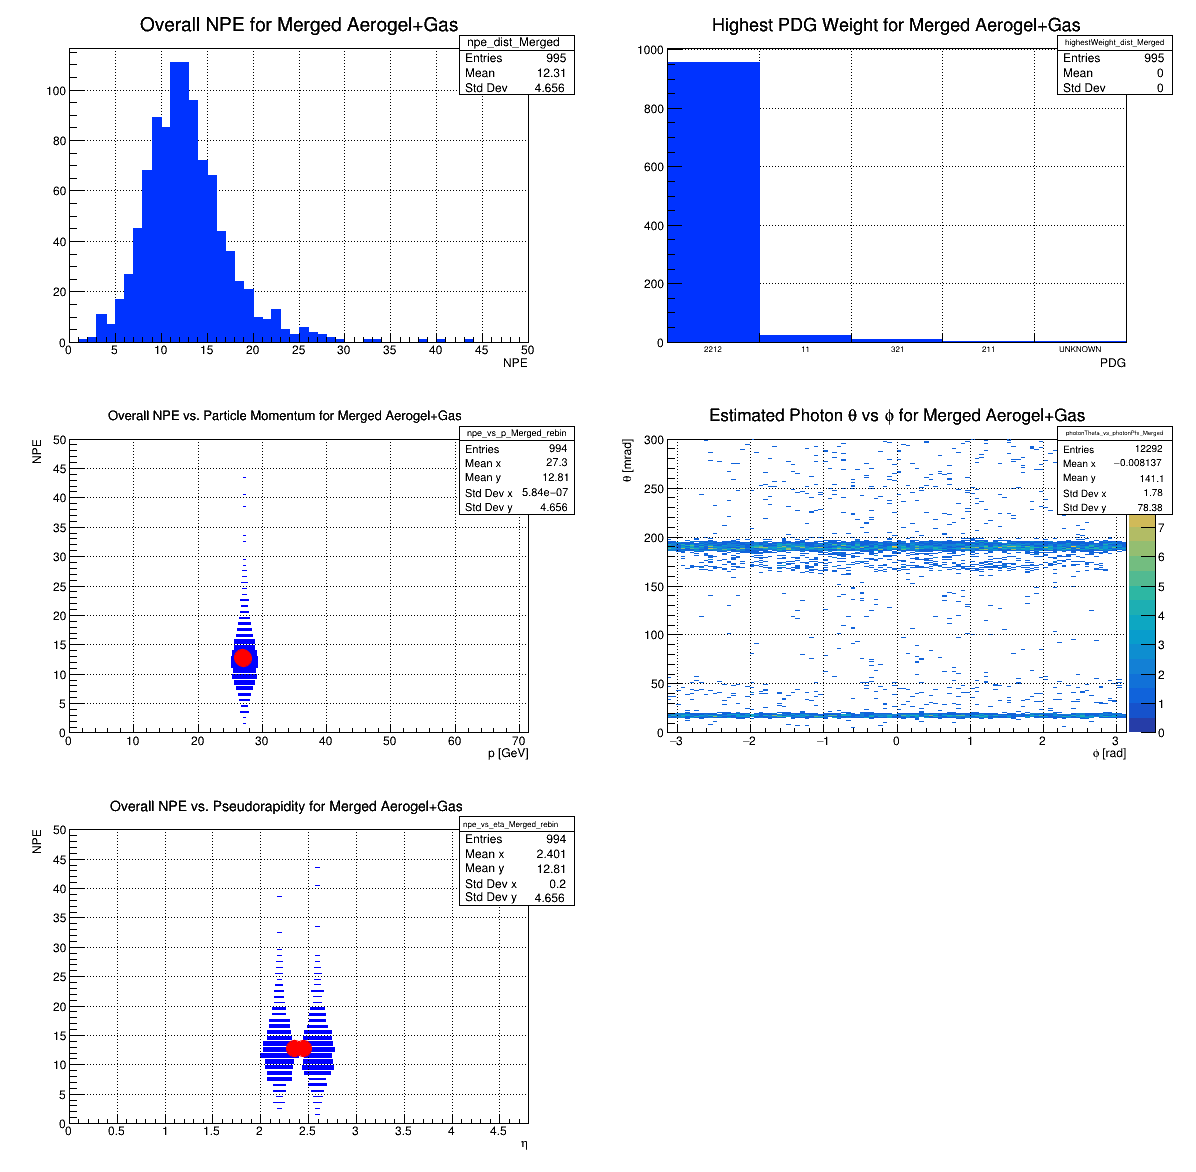 Overall NPE for Merged Aerogel+Gas
npe_dist_Merged
Entries 995
Mean 12.31
Std Dev 4.656
100
80
60
40
20
0
0 5 10 15 20 25 30 35 40 45 50
NPE
Highest PDG Weight for Merged Aerogel+Gas
highestWeight_dist_Merged
Entries 995
Mean 0
Std Dev 0
1000
800
600
400
200
0
2212 11 321 211 UNKNOWN
PDG
Overall NPE vs. Particle Momentum for Merged Aerogel+Gas
npe_vs_p_Merged_rebin
Entries 994
Mean x 27.3
Mean y 12.81
Std Dev x 5.84e-07
Std Dev y 4.656
NPE
50
45
40
35
30
25
20
15
10
5
0
0 10 20 30 40 50 60 70
p [GeV]
Estimated Photon θ vs ϕ for Merged Aerogel+Gas
photonTheta_vs_photonPhi_Merged
Entries 12292
Mean x −0.008137
Mean y 141.1
Std Dev x 1.78
Std Dev y 78.38
θ [mrad]
300
250
200
150
100
50
0
−3 −2 −1 0 1 2 3
ϕ [rad]
7
6
5
4
3
2
1
0
Overall NPE vs. Pseudorapidity for Merged Aerogel+Gas
npe_vs_eta_Merged_rebin
Entries 994
Mean x 2.401
Mean y 12.81
Std Dev x 0.2
Std Dev y 4.656
NPE
50
45
40
35
30
25
20
15
10
5
0
0 0.5 1 1.5 2 2.5 3 3.5 4 4.5
η